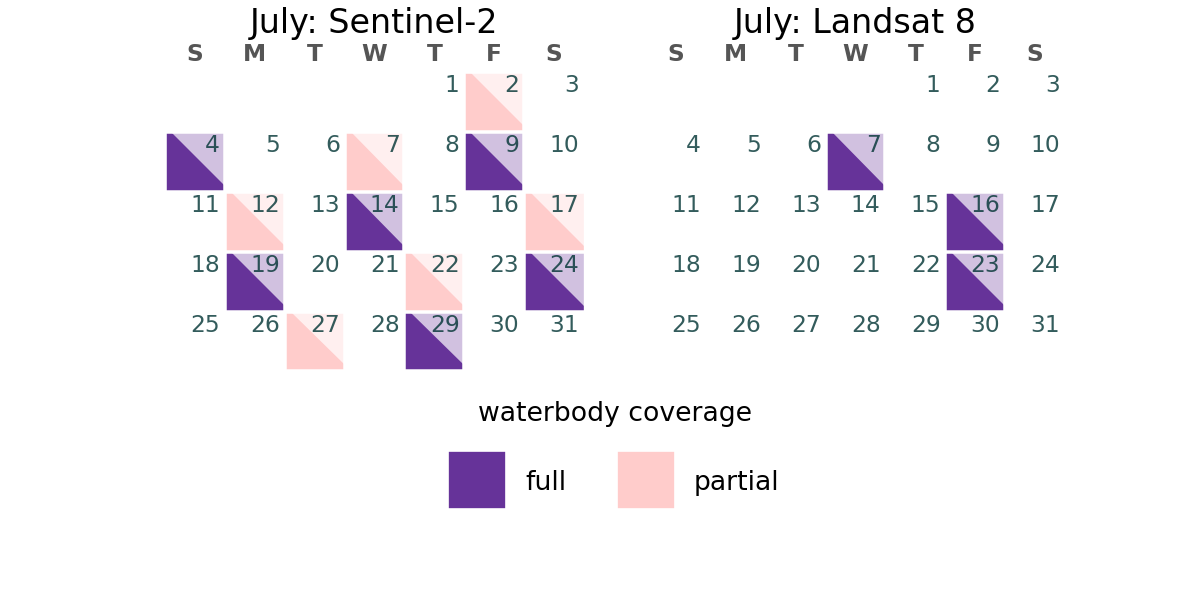 July: Sentinel-2
S M T W T F S
1 2 3
4 5 6 7 8 9 10
11 12 13 14 15 16 17
18 19 20 21 22 23 24
25 26 27 28 29 30 31
July: Landsat 8
S M T W T F S
1 2 3
4 5 6 7 8 9 10
11 12 13 14 15 16 17
18 19 20 21 22 23 24
25 26 27 28 29 30 31
waterbody coverage
full
partial